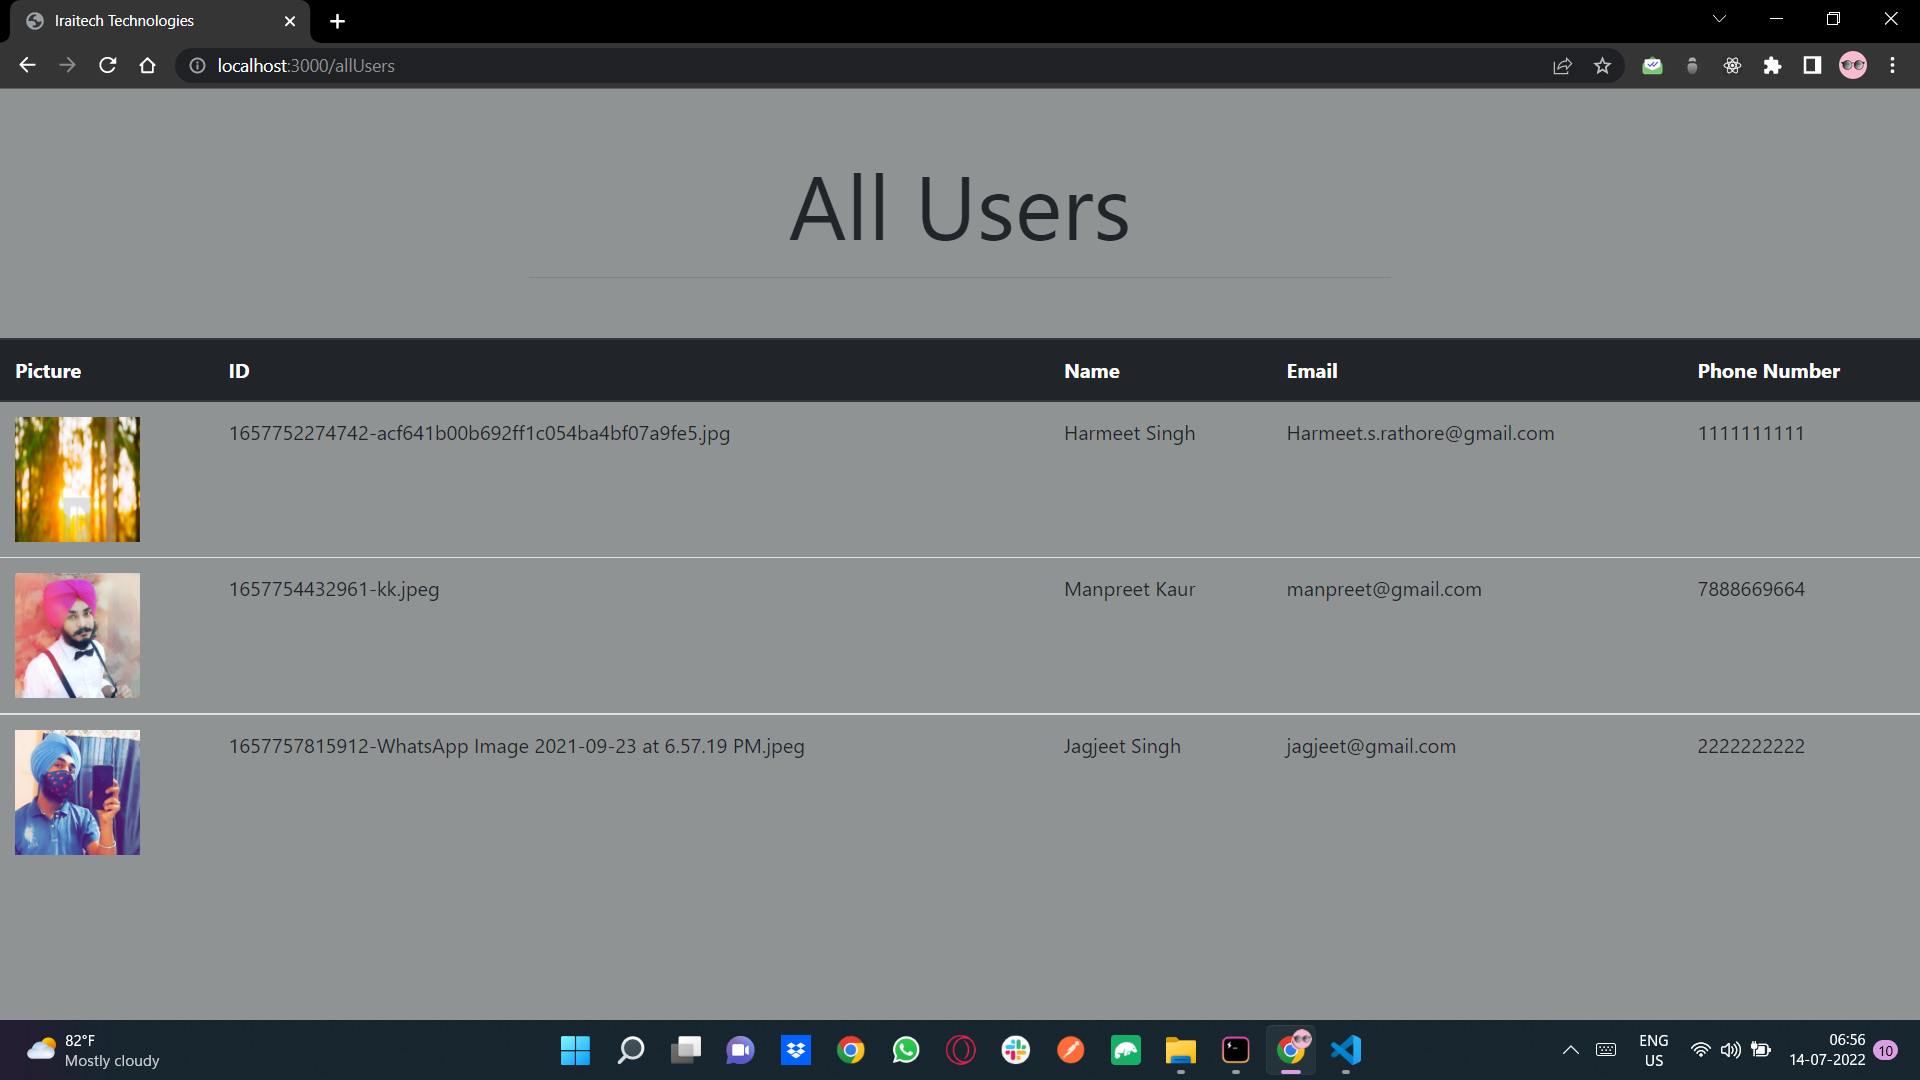 Iraitech Technologies
localhost:3000/allUsers
All Users
Picture ID Name Email Phone Number
1657752274742-acf641b00b692ff1c054ba4bf07a9fe5.jpg Harmeet Singh Harmeet.s.rathore@gmail.com 1111111111
1657754432961-kk.jpeg Manpreet Kaur manpreet@gmail.com 7888669664
1657757815912-WhatsApp Image 2021-09-23 at 6.57.19 PM.jpeg Jagjeet Singh jagjeet@gmail.com 2222222222
82°F
Mostly cloudy
ENG
US
06:56
14-07-2022
10